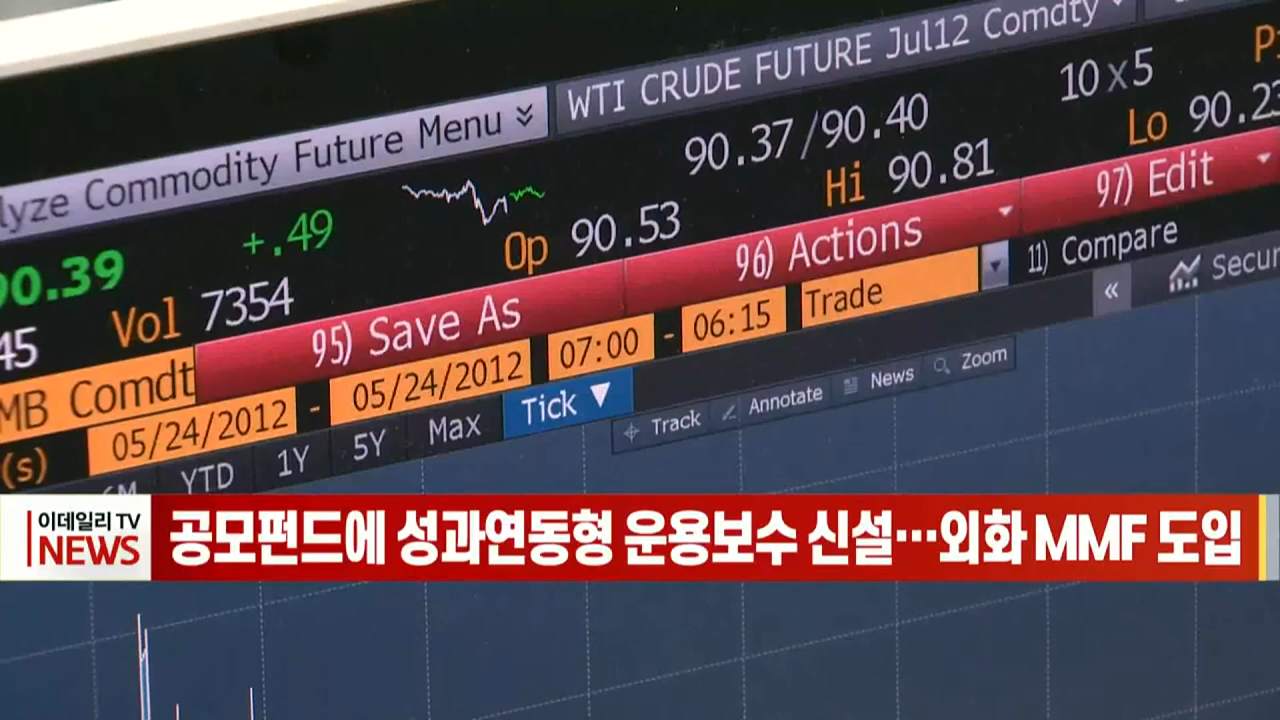 WTI CRUDE FUTURE Jul12 Comdty
lyze Commodity Future Menu
90.37/90.40 10x5
90.39 +.49 Op 90.53 Hi 90.81 Lo 90.23
45 Vol 7354
95) Save As 96) Actions 97) Edit
MB Comdt
05/24/2012 - 05/24/2012 07:00 - 06:15 Trade 11) Compare
(s) 6M YTD 1Y 5Y Max Tick ▼ « Secur
Track Annotate News Zoom
이데일리 TV
NEWS
공모펀드에 성과연동형 운용보수 신설…외화 MMF 도입